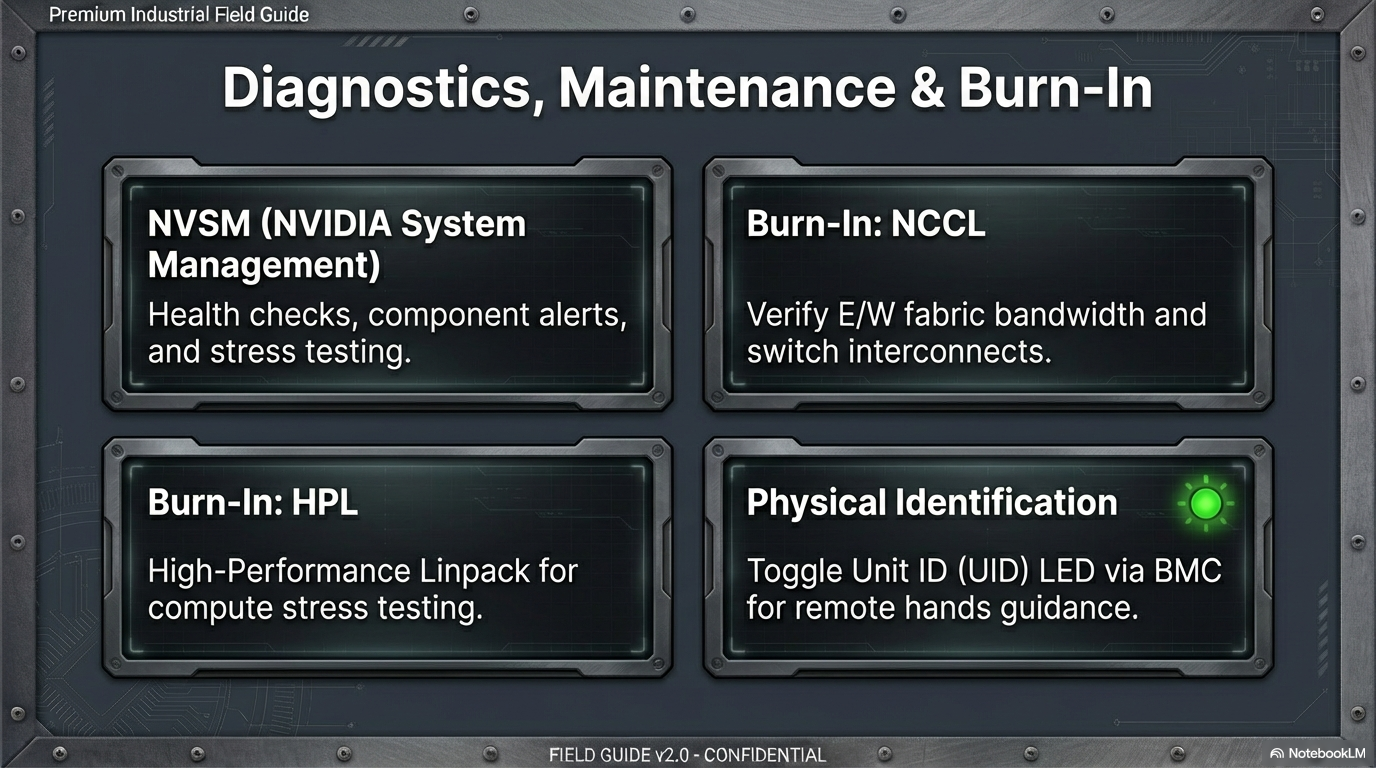 Premium Industrial Field Guide
Diagnostics, Maintenance & Burn-In
NVSM (NVIDIA System
Management)
Health checks, component alerts,
and stress testing.
Burn-In: NCCL
Verify E/W fabric bandwidth and
switch interconnects.
Burn-In: HPL
High-Performance Linpack for
compute stress testing.
Physical Identification
Toggle Unit ID (UID) LED via BMC
for remote hands guidance.
FIELD GUIDE v2.0 - CONFIDENTIAL
NotebookLM